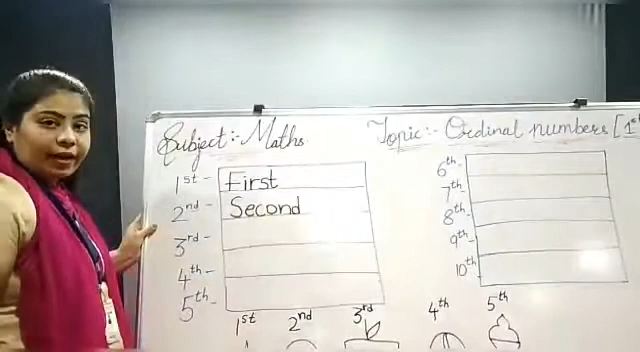 Subject:- Maths
Topic:- Ordinal numbers [1st
1st - First
2nd - Second
3rd -
4th -
5th -
6th -
7th -
8th -
9th -
10th
1st 2nd 3rd 4th 5th